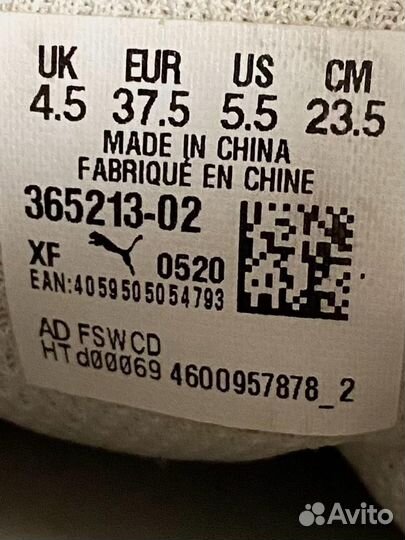 UK EUR US CM
4.5 37.5 5.5 23.5
MADE IN CHINA
FABRIQUÉ EN CHINE
365213-02
XF 0520
EAN:4059505054793
AD FSWCD
HTd00069 4600957878_2
Avito